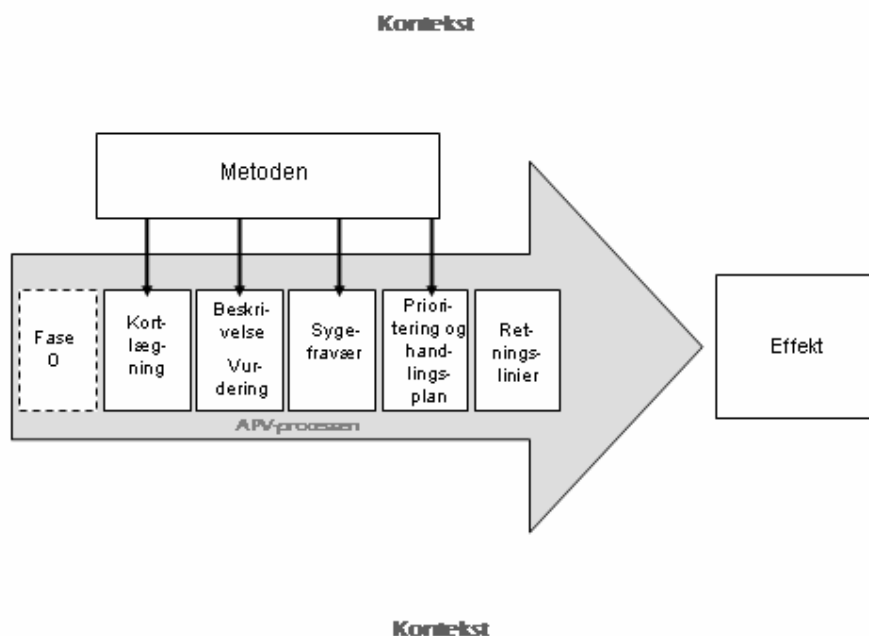 Kontekst
Metoden
Fase
0
Kort-
læg-
ning
Beskri-
velse
Vur-
dering
Syge-
fravær
Priori-
tering og
hand-
lings-
plan
Ret-
nings-
linier
Effekt
APV-processen
Kontekst